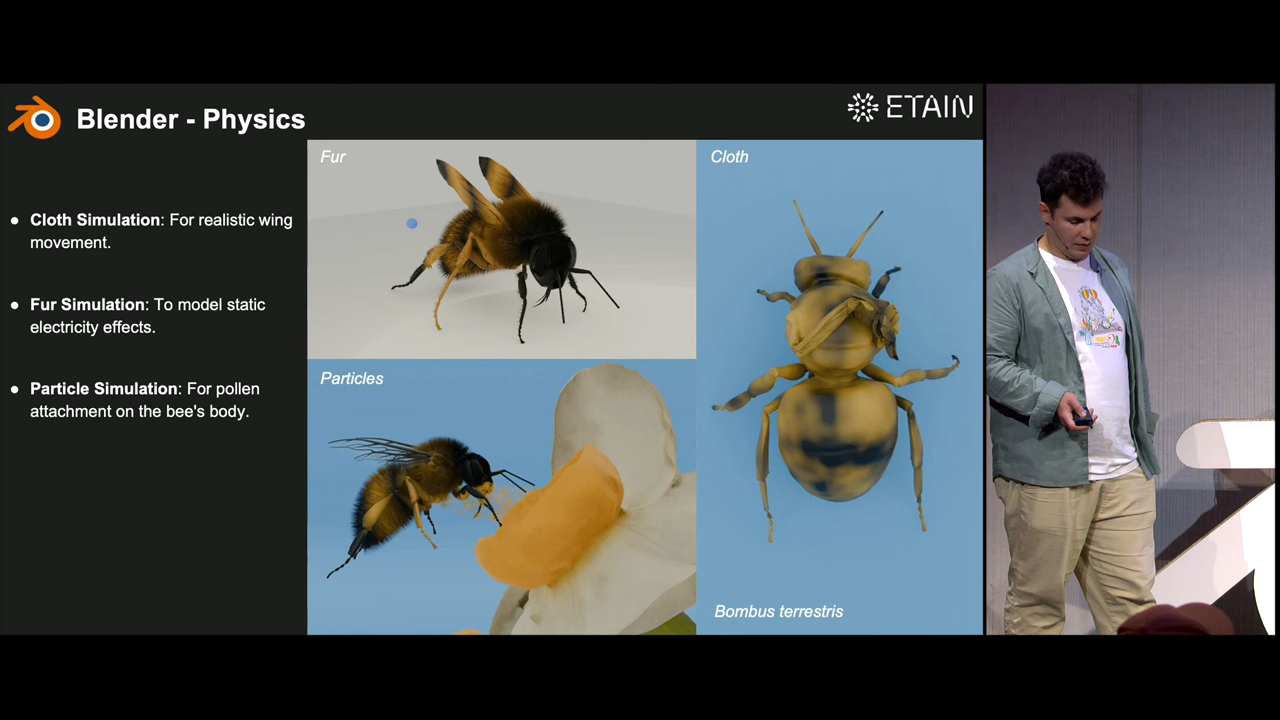 Blender - Physics
ETAIN
● Cloth Simulation: For realistic wing
movement.
● Fur Simulation: To model static
electricity effects.
● Particle Simulation: For pollen
attachment on the bee's body.
Fur
Particles
Cloth
Bombus terrestris